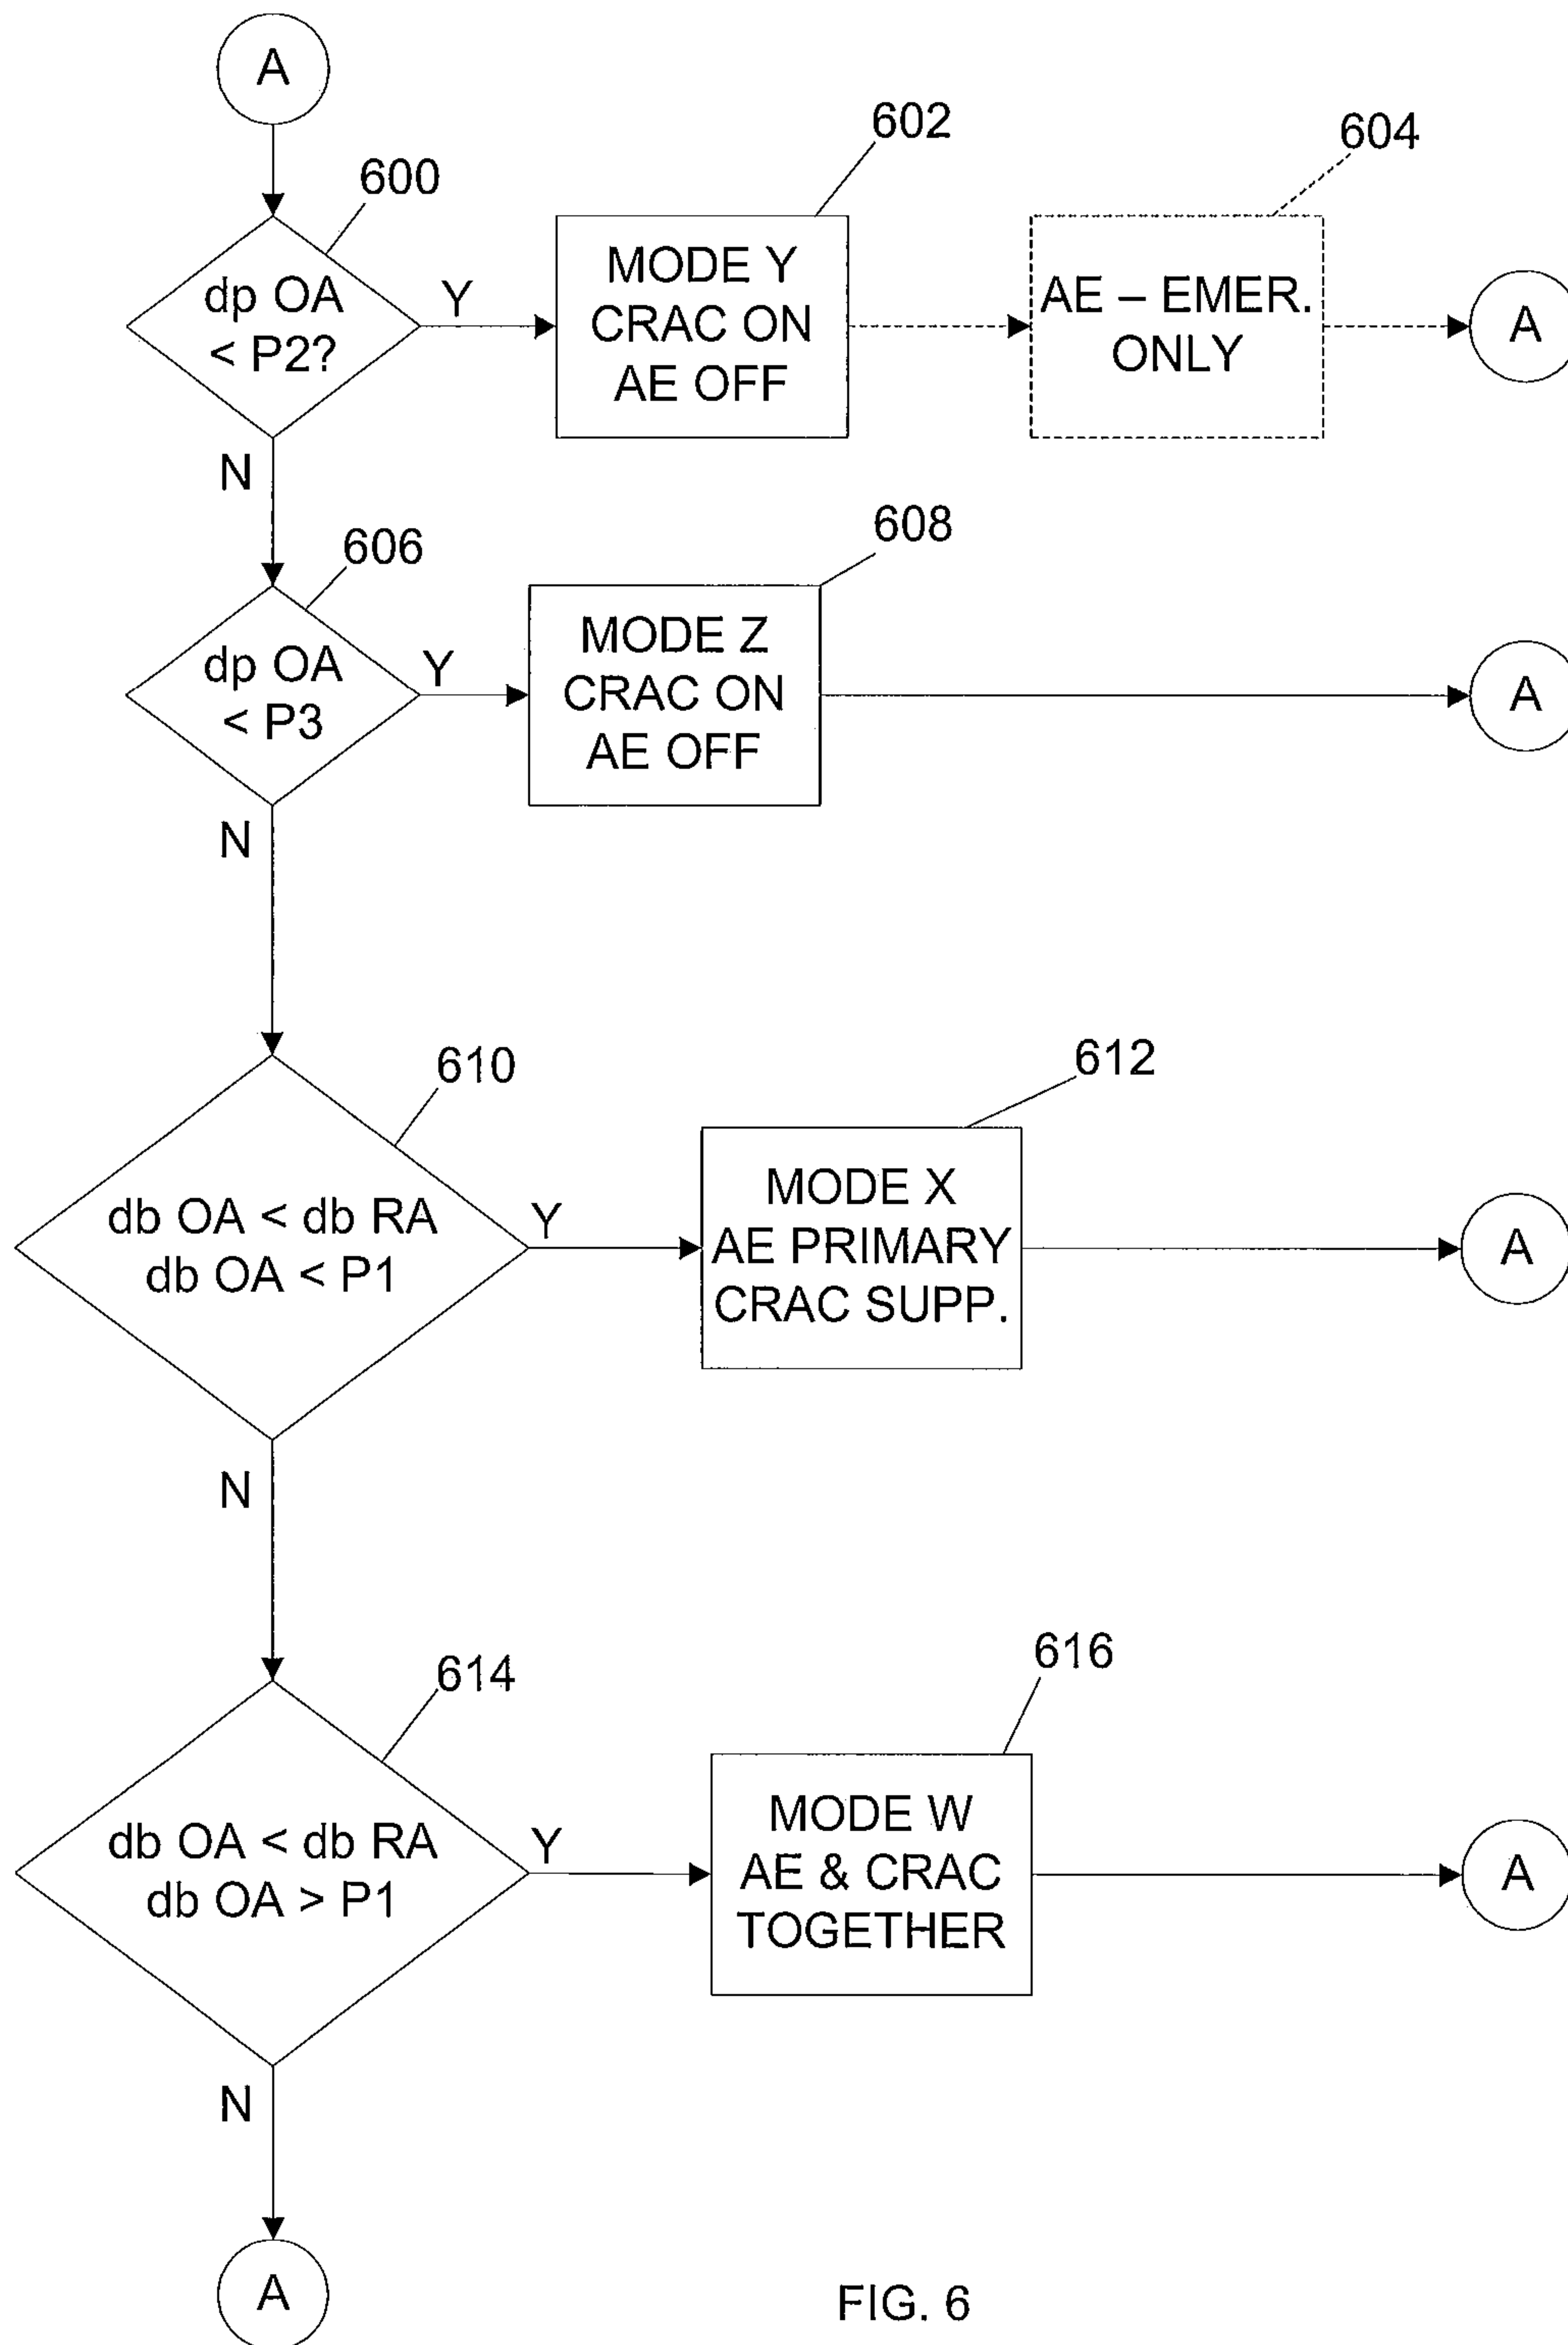 A
600
602
604
dp OA
< P2?
Y
MODE Y
CRAC ON
AE OFF
AE – EMER.
ONLY
A
N
606
608
dp OA
< P3
Y
MODE Z
CRAC ON
AE OFF
A
N
610
612
db OA < db RA
db OA < P1
Y
MODE X
AE PRIMARY
CRAC SUPP.
A
N
614
616
db OA < db RA
db OA > P1
Y
MODE W
AE & CRAC
TOGETHER
A
N
A
FIG. 6